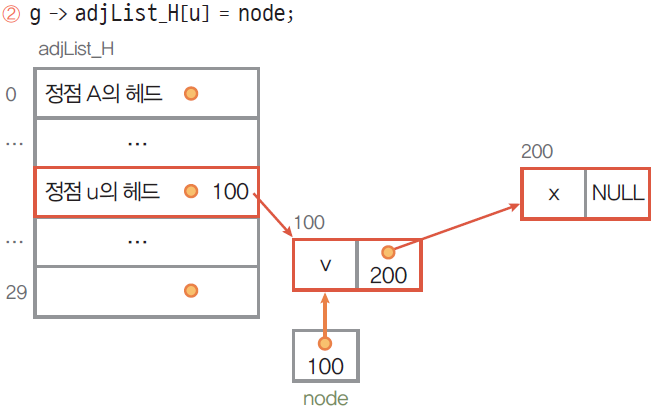 ② g -> adjList_H[u] = node;
adjList_H
0 정점 A의 헤드
... ...
정점 u의 헤드 100
... ...
29
200
x NULL
100
v 200
100
node